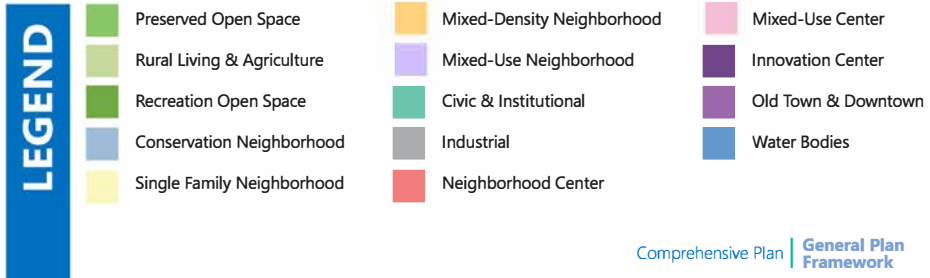 LEGEND
Preserved Open Space
Rural Living & Agriculture
Recreation Open Space
Conservation Neighborhood
Single Family Neighborhood
Mixed-Density Neighborhood
Mixed-Use Neighborhood
Civic & Institutional
Industrial
Neighborhood Center
Mixed-Use Center
Innovation Center
Old Town & Downtown
Water Bodies
Comprehensive Plan
General Plan
Framework